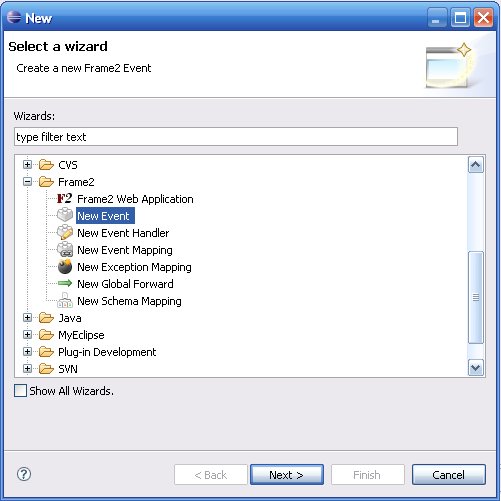 New
Select a wizard
Create a new Frame2 Event
Wizards:
type filter text
CVS
Frame2
F2 Frame2 Web Application
New Event
New Event Handler
New Event Mapping
New Exception Mapping
New Global Forward
New Schema Mapping
Java
MyEclipse
Plug-in Development
SVN
Show All Wizards.
? < Back Next > Finish Cancel